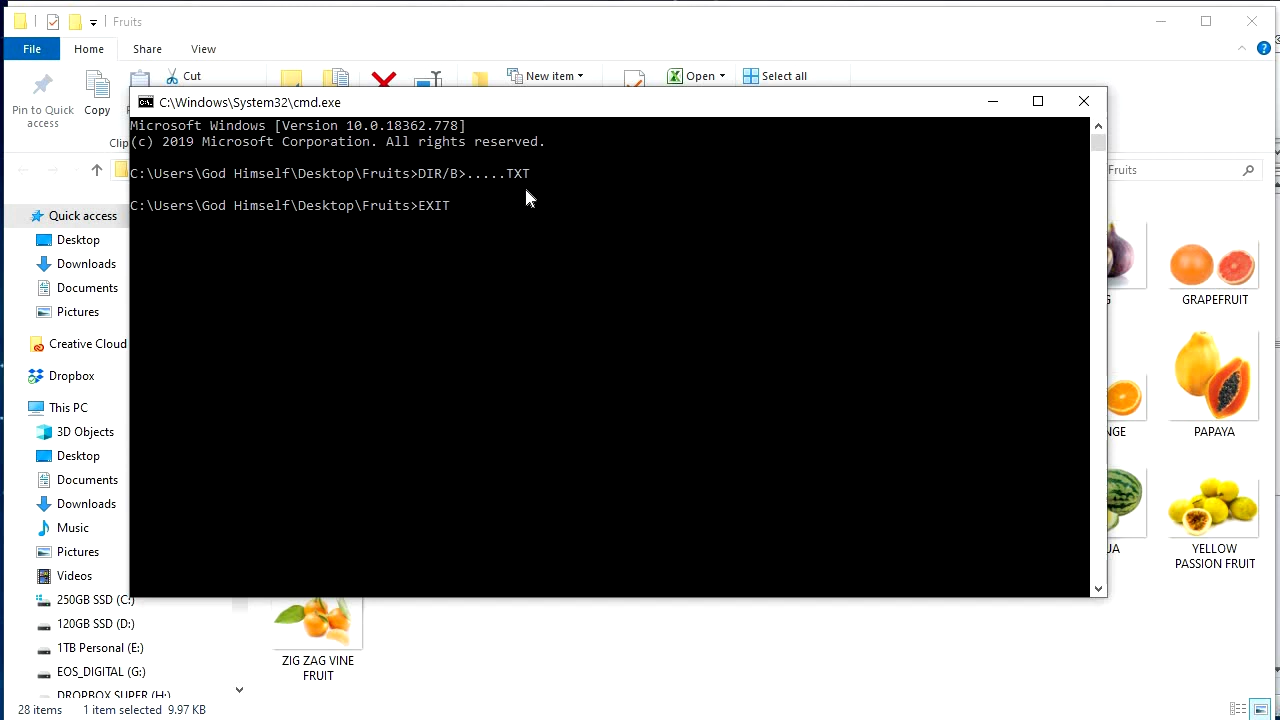 Fruits
File
Home
Share
View
Cut
New item
Open
Select all
Pin to Quick
access
Copy
C:\Windows\System32\cmd.exe
Microsoft Windows [Version 10.0.18362.778]
(c) 2019 Microsoft Corporation. All rights reserved.
C:\Users\God Himself\Desktop\Fruits>DIR/B>.....TXT
C:\Users\God Himself\Desktop\Fruits>EXIT
Fruits
Quick access
Desktop
Downloads
Documents
Pictures
Creative Cloud
Dropbox
This PC
3D Objects
Desktop
Documents
Downloads
Music
Pictures
Videos
250GB SSD (C:)
120GB SSD (D:)
1TB Personal (E:)
EOS_DIGITAL (G:)
DROPBOX SUPER (H:)
GRAPEFRUIT
NGE
PAPAYA
UA
YELLOW
PASSION FRUIT
ZIG ZAG VINE
FRUIT
28 items
1 item selected 9.97 KB